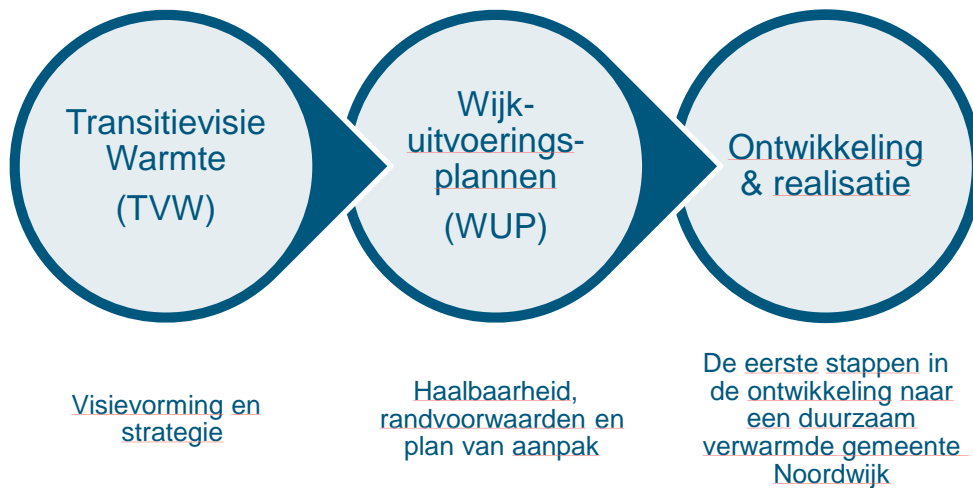 Transitievisie
Warmte
(TVW)
Wijk-
uitvoerings-
plannen
(WUP)
Ontwikkeling
& realisatie
Visievorming en
strategie
Haalbaarheid,
randvoorwaarden en
plan van aanpak
De eerste stappen in
de ontwikkeling naar
een duurzaam
verwarmde gemeente
Noordwijk